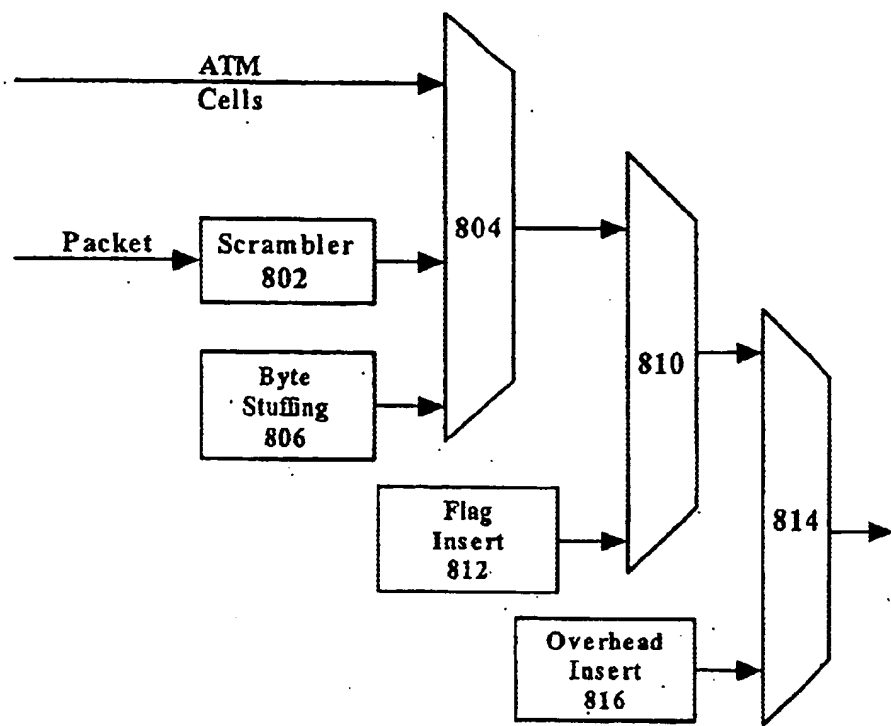 ATM
Cells
804
Packet
Scrambler
802
Byte
Stuffing
806
810
Flag
Insert
812
814
Overhead
Insert
816